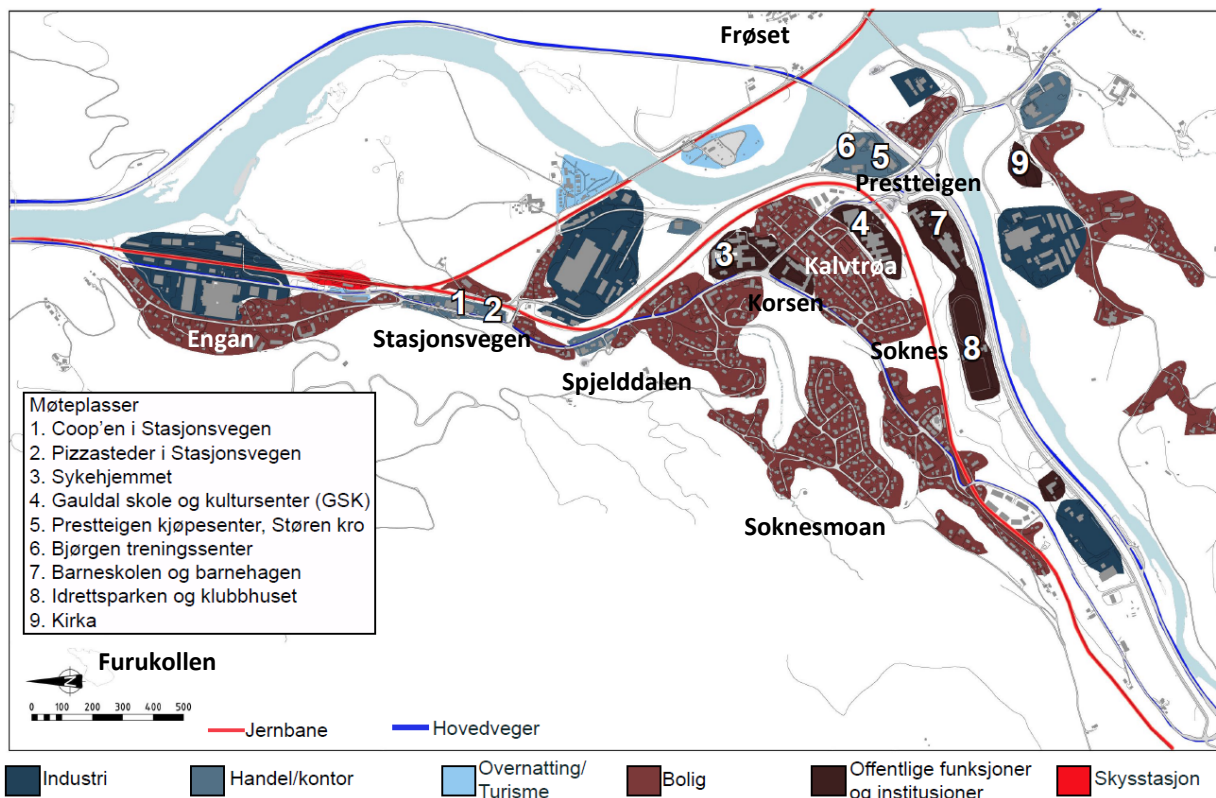 Frøset
6
5
9
Prestteigen
4
7
3
Kalvtrøa
Korsen
1
2
Engan
Stasjonsvegen
Soknes
8
Spjelddalen
Møteplasser
1. Coop'en i Stasjonsvegen
2. Pizzasteder i Stasjonsvegen
3. Sykehjemmet
4. Gauldal skole og kultursenter (GSK)
5. Prestteigen kjøpesenter, Støren kro
6. Bjørgen treningssenter
7. Barneskolen og barnehagen
8. Idrettsparken og klubbhuset
9. Kirka
Soknesmoan
Furukollen
N
0 100 200 300 400 500
Jernbane
Hovedveger
Industri
Handel/kontor
Overnatting/
Turisme
Bolig
Offentlige funksjoner
og institusjoner
Skysstasjon